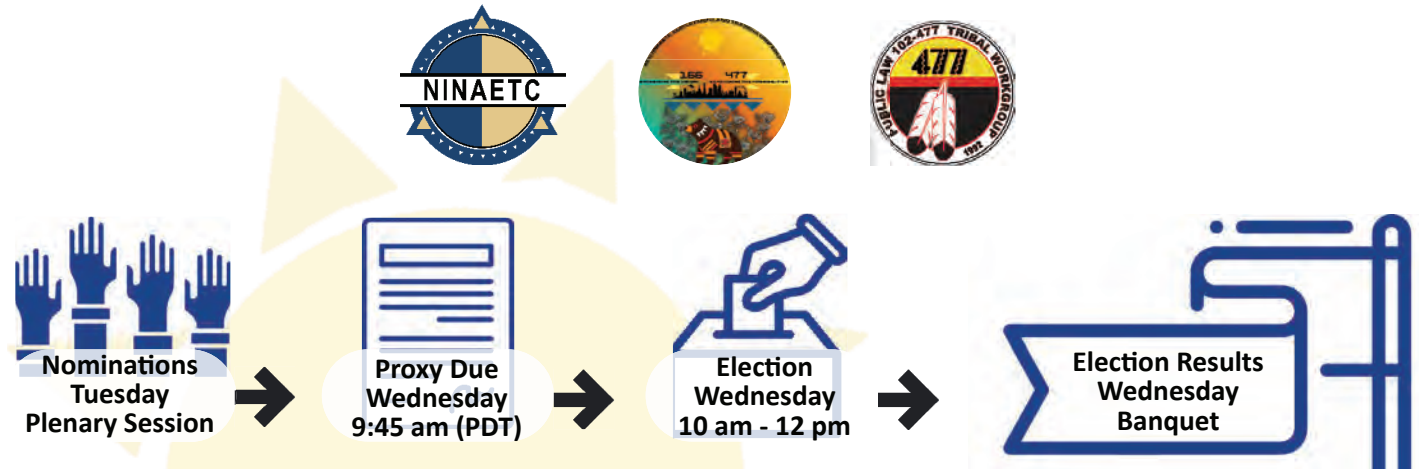 NINAETC
166 477
PUBLIC LAW 102-477 TRIBAL WORKGROUP
477
1992
Nominations
Tuesday
Plenary Session
Proxy Due
Wednesday
9:45 am (PDT)
Election
Wednesday
10 am - 12 pm
Election Results
Wednesday
Banquet